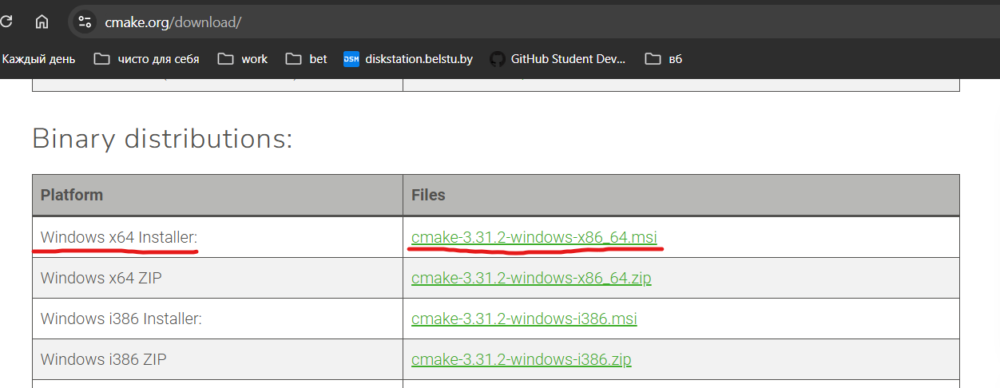 cmake.org/download/
Каждый день чисто для себя work bet DSM diskstation.belstu.by GitHub Student Dev... вб
Binary distributions:
Platform Files
Windows x64 Installer: cmake-3.31.2-windows-x86_64.msi
Windows x64 ZIP cmake-3.31.2-windows-x86_64.zip
Windows i386 Installer: cmake-3.31.2-windows-i386.msi
Windows i386 ZIP cmake-3.31.2-windows-i386.zip